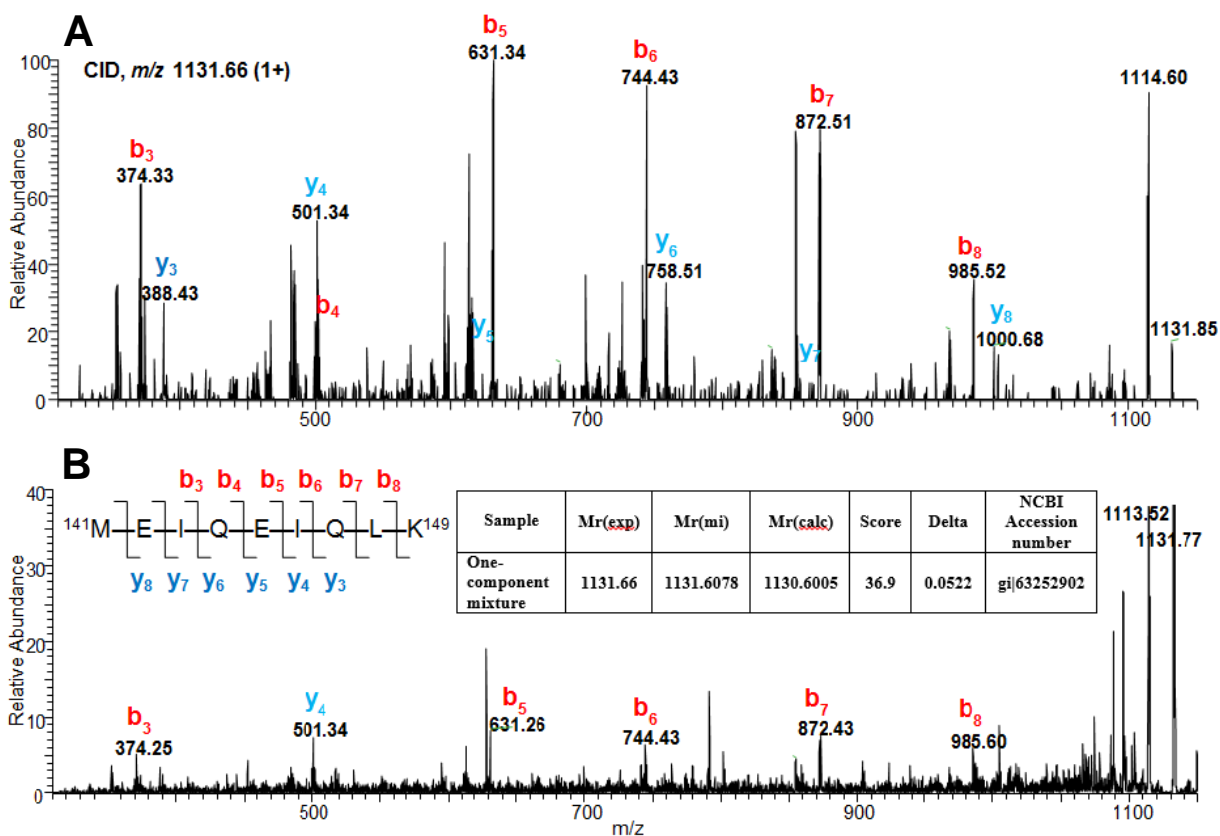 A
CID, m/z 1131.66 (1+)
Relative Abundance
100
80
60
40
20
0
b3
374.33
y3
388.43
y4
501.34
b4
y5
b5
631.34
b6
744.43
y6
758.51
b7
872.51
y7
b8
985.52
y8
1000.68
1114.60
1131.85
500
700
900
1100
B
Relative Abundance
40
30
20
10
0
b3 b4 b5 b6 b7 b8
141M-E-I-Q-E-I-Q-L-K149
y8 y7 y6 y5 y4 y3
Sample Mr(exp) Mr(mi) Mr(calc) Score Delta NCBI Accession number
One-component mixture 1131.66 1131.6078 1130.6005 36.9 0.0522 gi|63252902
b3
374.25
y4
501.34
b5
631.26
b6
744.43
b7
872.43
b8
985.60
1113.52
1131.77
500
700
900
1100
m/z